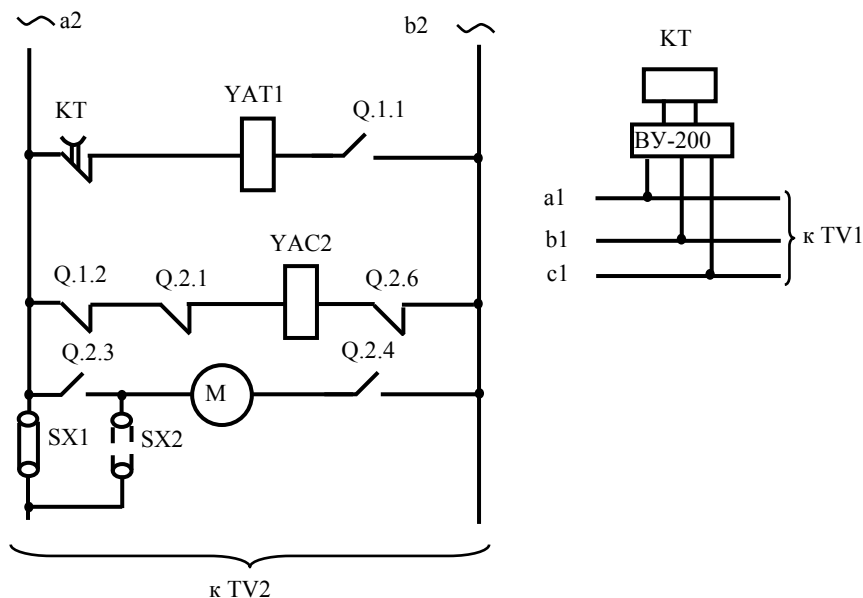 a2
b2
KT
YAT1
Q.1.1
YAC2
Q.1.2
Q.2.1
Q.2.6
Q.2.3
Q.2.4
M
SX1
SX2
к TV2
KT
ВУ-200
a1
b1
c1
к TV1